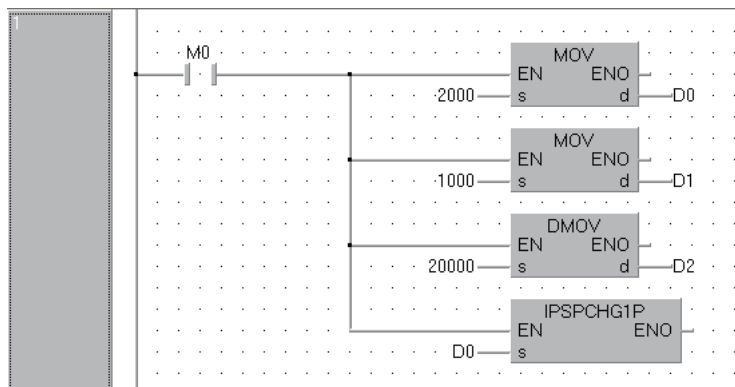 1
M0
MOV
EN ENO
2000 s d D0
MOV
EN ENO
1000 s d D1
DMOV
EN ENO
20000 s d D2
IPSPCHG1P
EN ENO
D0 s